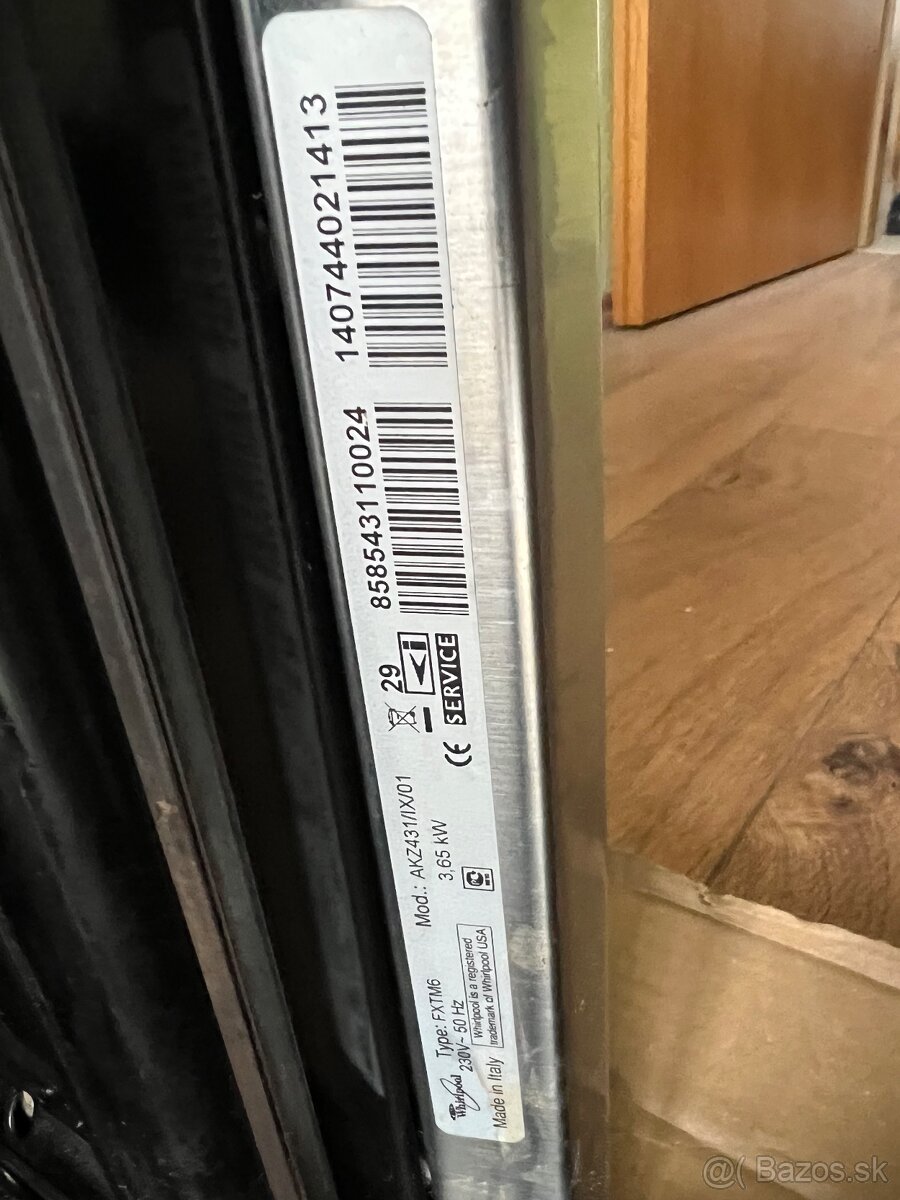 Whirlpool
Type: FXTM6
230V~ 50 Hz
Made in Italy
Whirlpool is a registered
trademark of Whirlpool USA
Mod.: AKZ431/IX/01
3,65 kW
CE
29
i
SERVICE
858543110024
140744021413
@( Bazos.sk